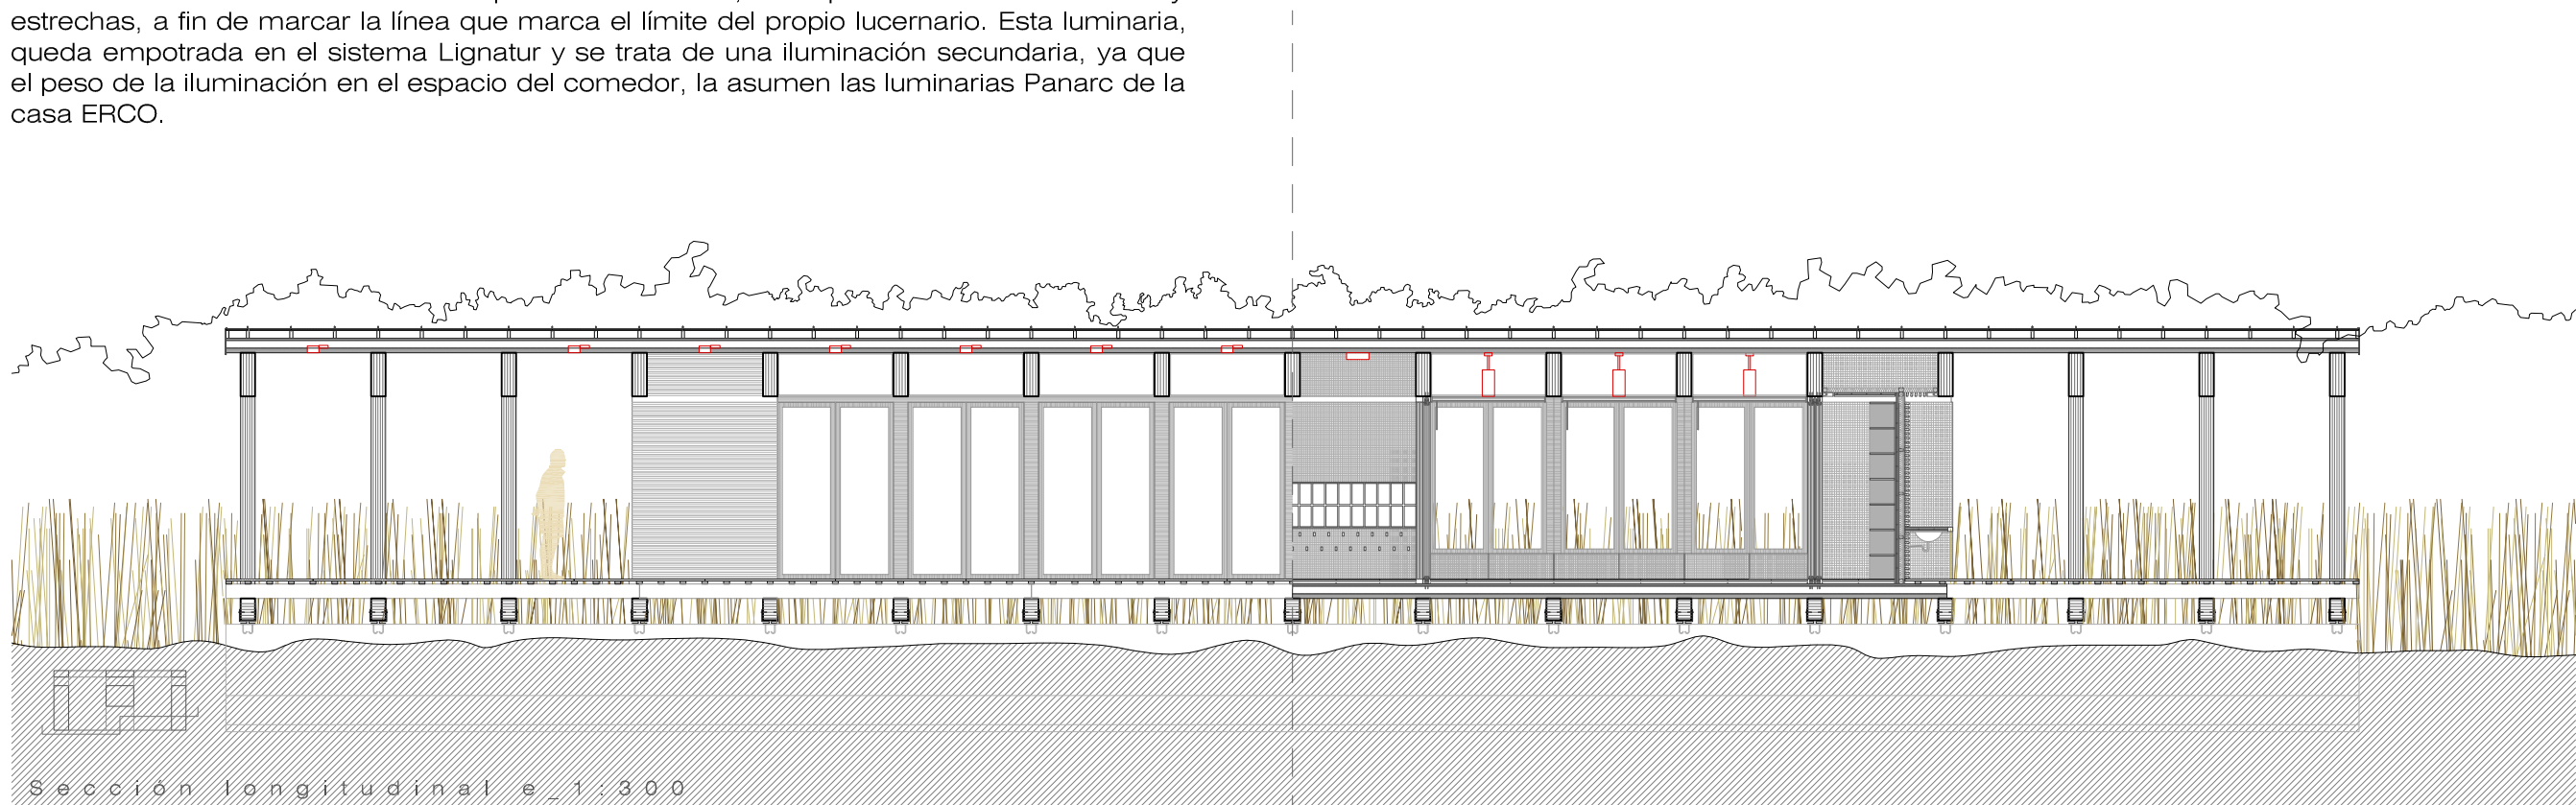 estrechas, a fin de marcar la línea que marca el límite del propio lucernario. Esta luminaria,
queda empotrada en el sistema Lignatur y se trata de una iluminación secundaria, ya que
el peso de la iluminación en el espacio del comedor, la asumen las luminarias Panarc de la
casa ERCO.
Sección longitudinal e_1:300